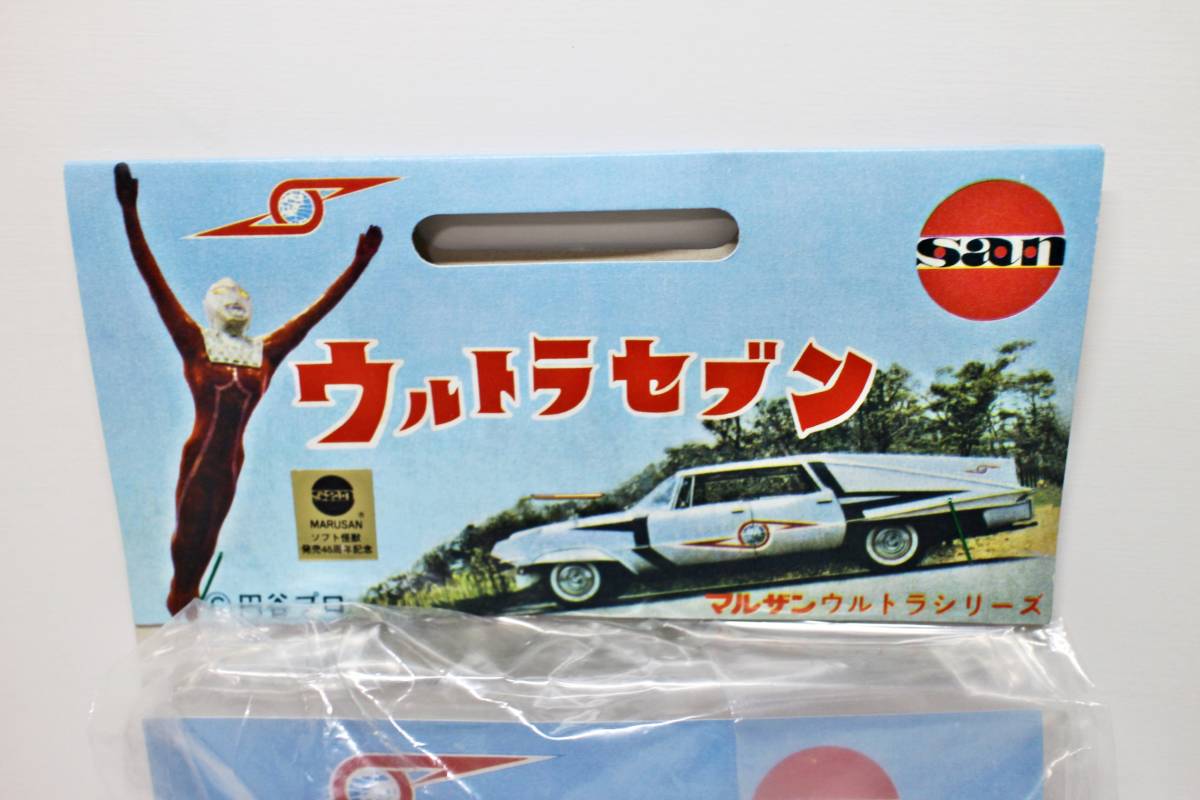 san
ウルトラセブン
MARUSAN
®
ソフト怪獣
発売45周年記念
© 円谷プロ
マルザンウルトラシリーズ